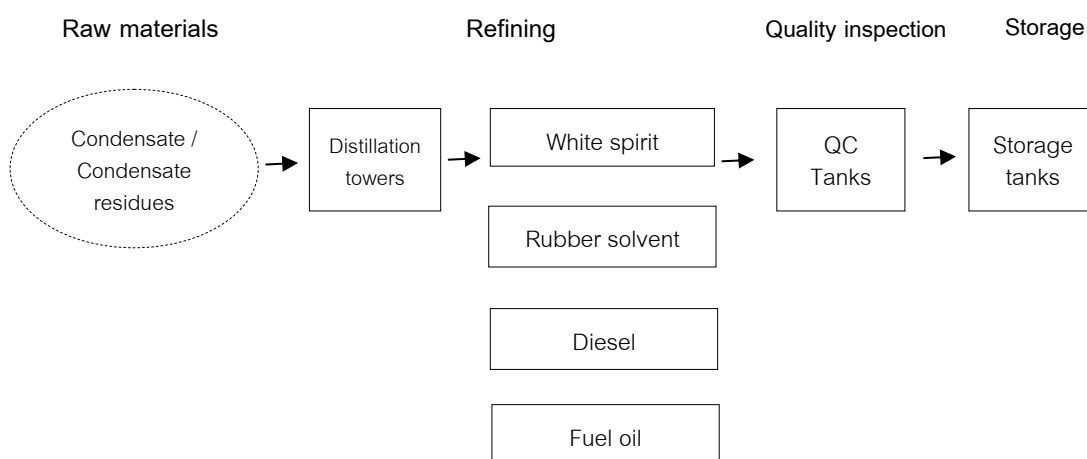 Raw materials
Refining
Quality inspection
Storage
Condensate /
Condensate
residues
Distillation
towers
White spirit
Rubber solvent
Diesel
Fuel oil
QC
Tanks
Storage
tanks